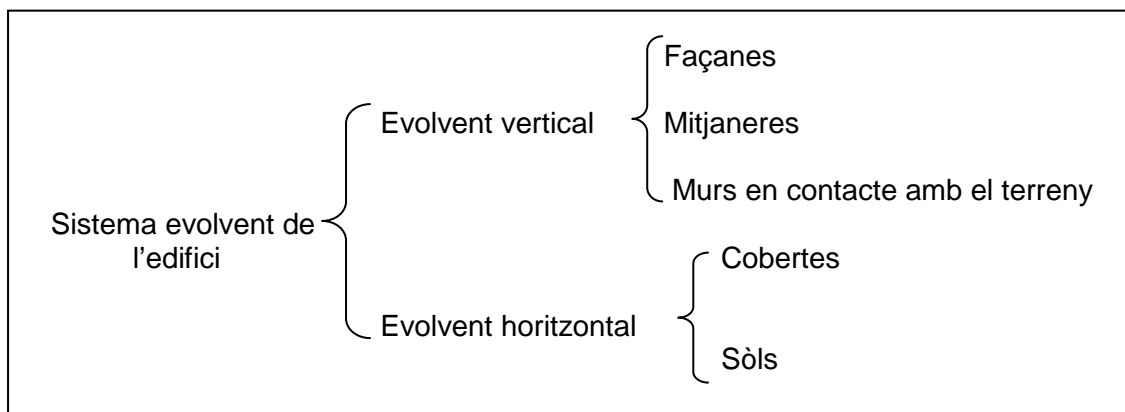 Façanes
Evolvent vertical
Mitjaneres
Murs en contacte amb el terreny
Sistema evolvent de
l'edifici
Cobertes
Evolvent horitzontal
Sòls